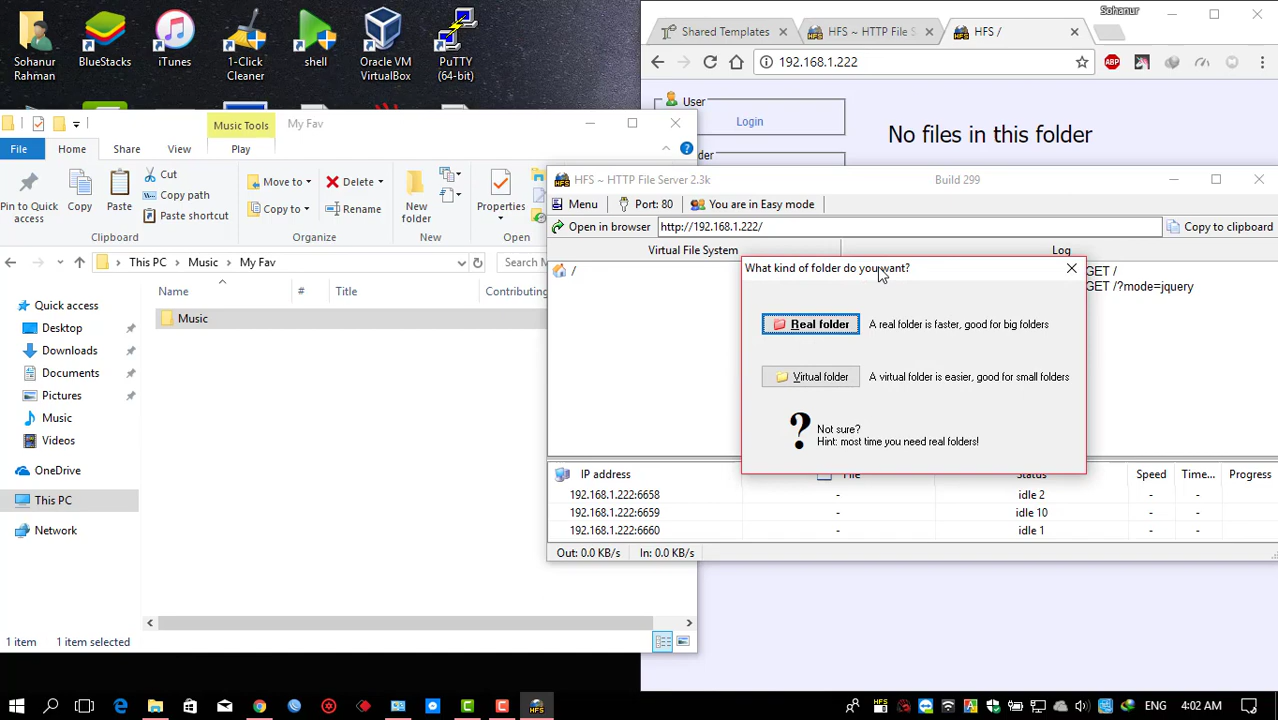 Sohanur
Sohanur Rahman
BlueStacks
iTunes
1-Click Cleaner
shell
Oracle VM VirtualBox
PuTTY (64-bit)
Shared Templates
HFS ~ HTTP File S
HFS /
192.168.1.222
ABP
User
Login
No files in this folder
Music Tools
My Fav
File
Home
Share
View
Play
Pin to Quick access
Copy
Paste
Cut
Copy path
Paste shortcut
Clipboard
Move to
Copy to
Delete
Rename
Organize
New folder
New
Properties
Open
This PC
Music
My Fav
Name
#
Title
Contributing
Music
Quick access
Desktop
Downloads
Documents
Pictures
Music
Videos
OneDrive
This PC
Network
1 item
1 item selected
HFS ~ HTTP File Server 2.3k
Build 299
Menu
Port: 80
You are in Easy mode
Open in browser
http://192.168.1.222/
Copy to clipboard
Virtual File System
Log
/
GET /
GET /?mode=jquery
What kind of folder do you want?
Real folder
A real folder is faster, good for big folders
Virtual folder
A virtual folder is easier, good for small folders
?
Not sure?
Hint: most time you need real folders!
IP address
File
Status
Speed
Time...
Progress
192.168.1.222:6658 - idle 2 - -
192.168.1.222:6659 - idle 10 - -
192.168.1.222:6660 - idle 1 - -
Out: 0.0 KB/s
In: 0.0 KB/s
HFS
ENG
4:02 AM